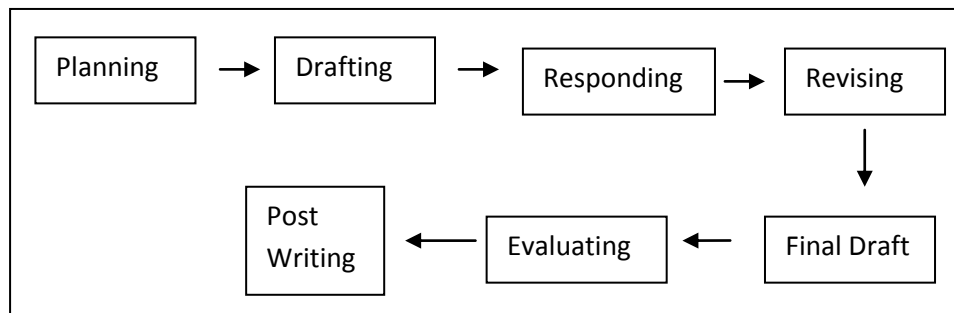 Planning
Drafting
Responding
Revising
Final Draft
Evaluating
Post
Writing